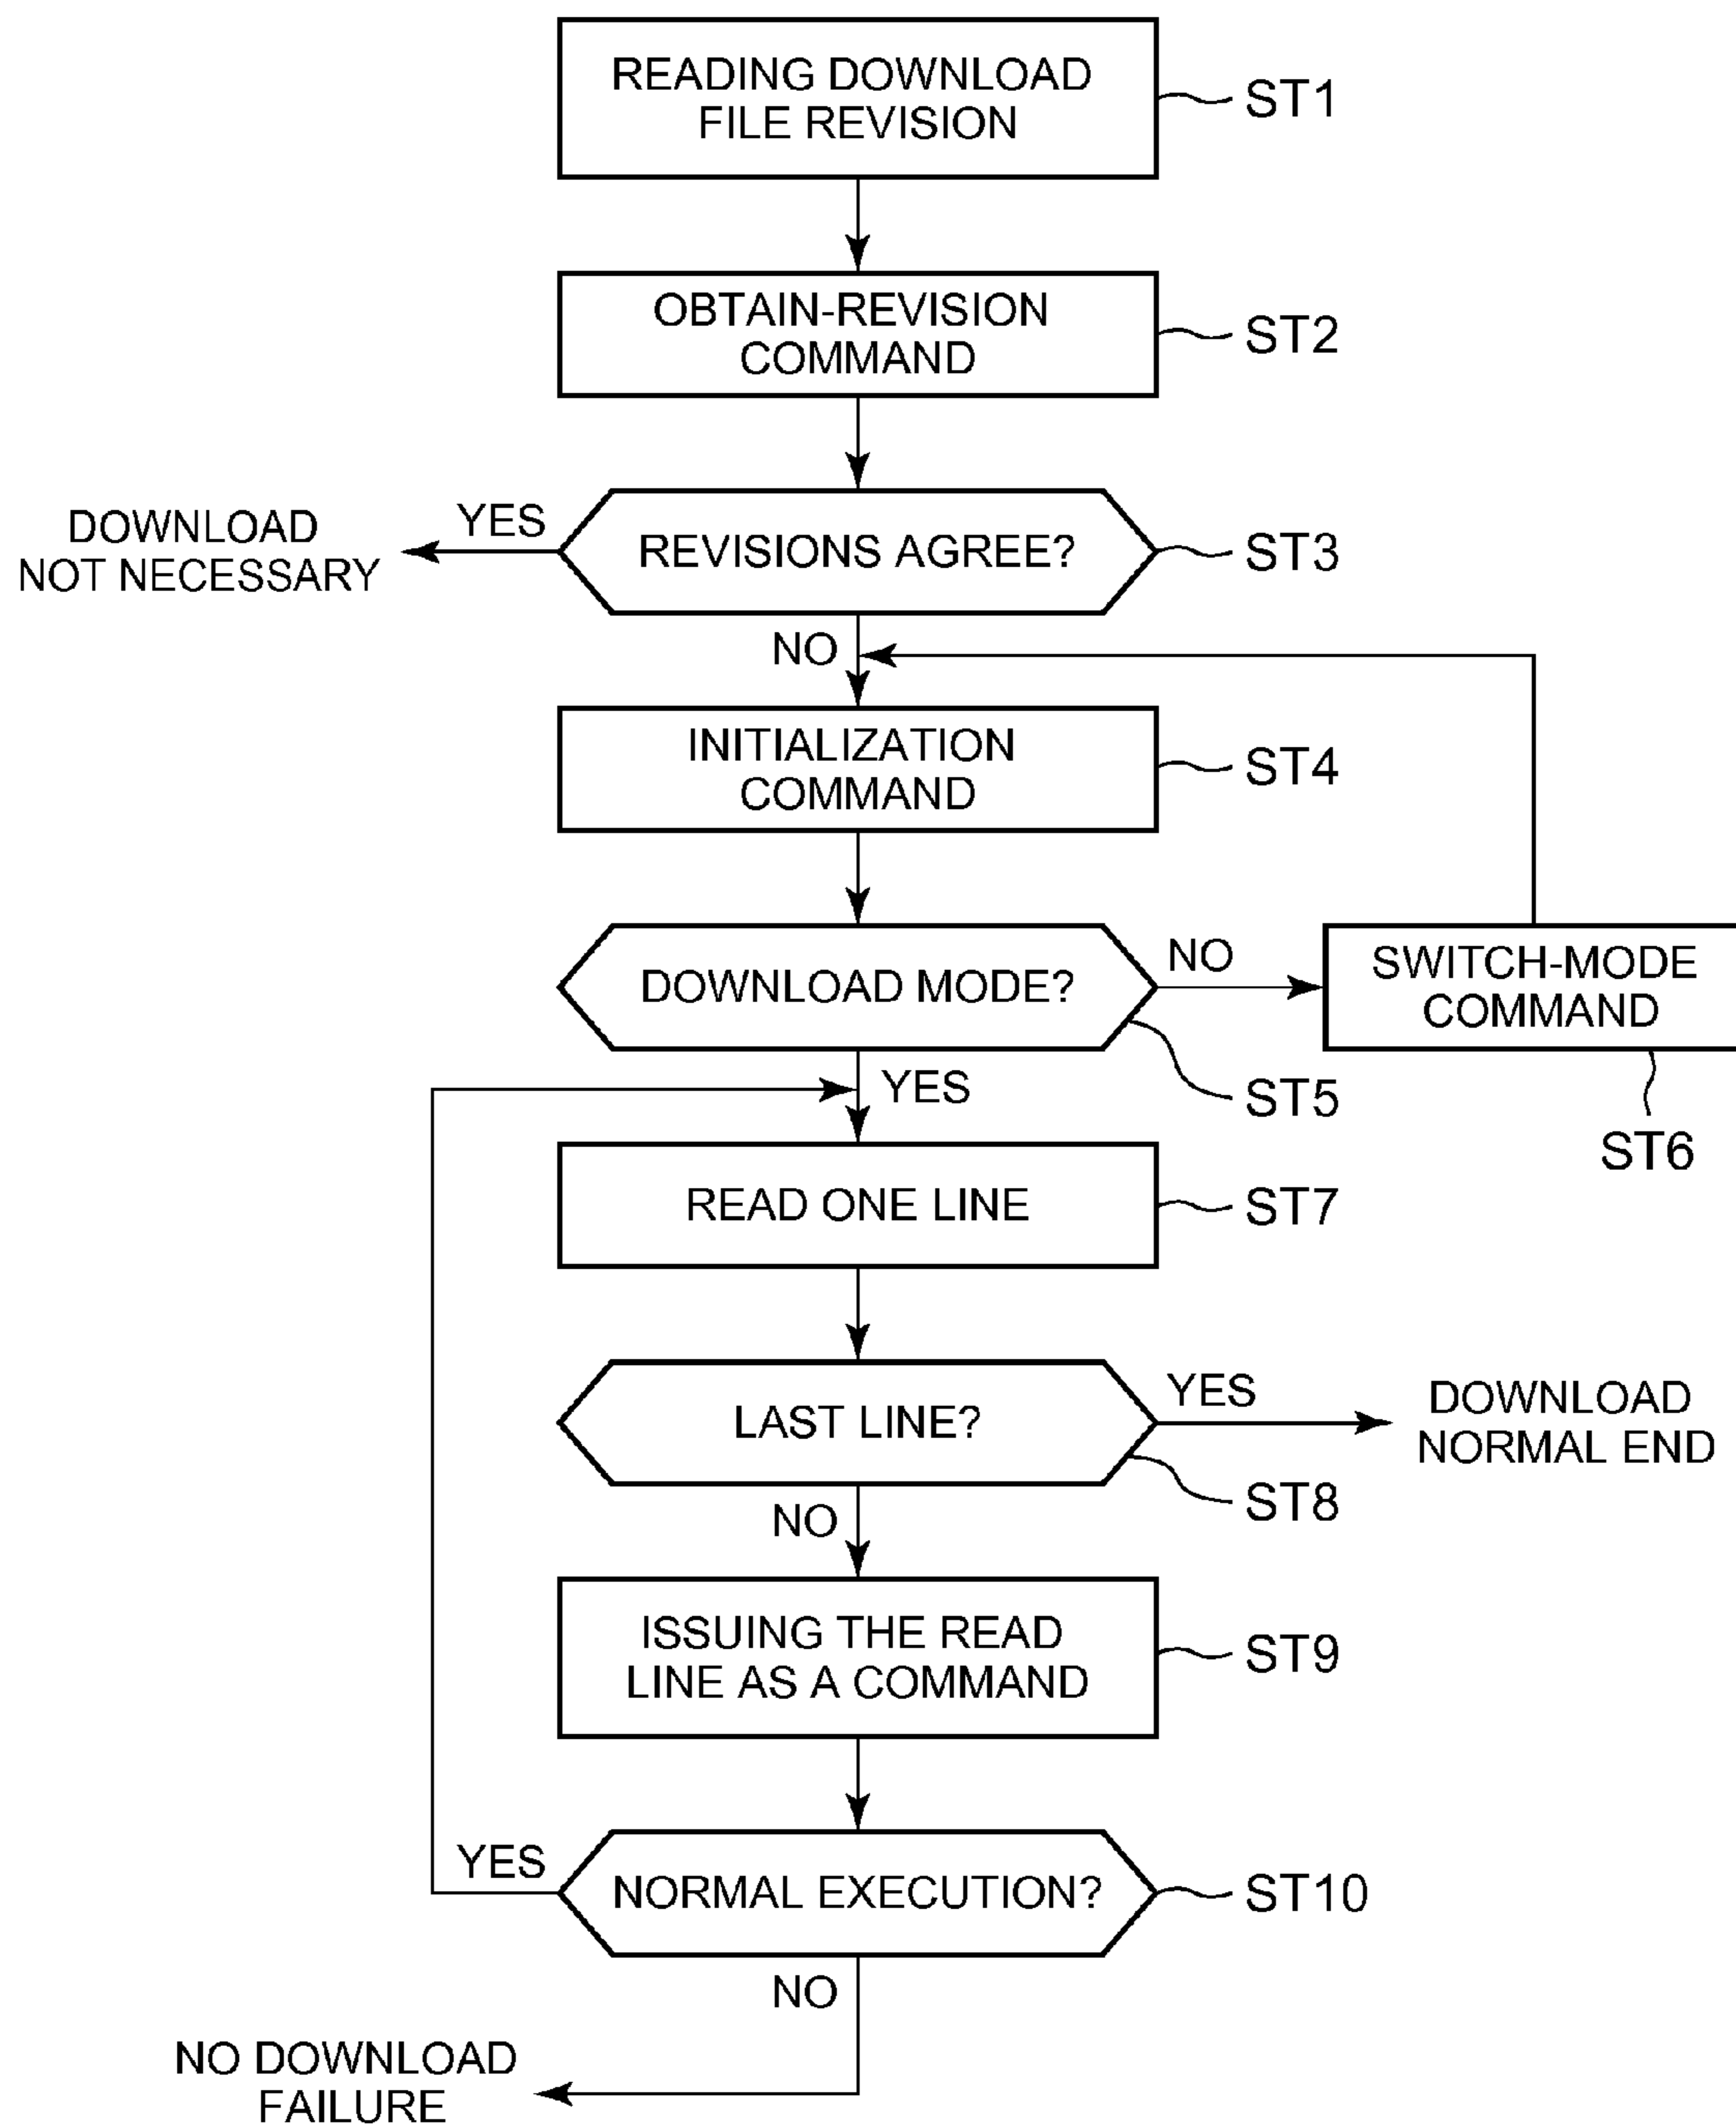 READING DOWNLOAD
FILE REVISION
ST1
OBTAIN-REVISION
COMMAND
ST2
DOWNLOAD
NOT NECESSARY
YES
REVISIONS AGREE?
ST3
NO
INITIALIZATION
COMMAND
ST4
DOWNLOAD MODE?
NO
SWITCH-MODE
COMMAND
YES
ST5
ST6
READ ONE LINE
ST7
LAST LINE?
YES
DOWNLOAD
NORMAL END
ST8
NO
ISSUING THE READ
LINE AS A COMMAND
ST9
YES
NORMAL EXECUTION?
ST10
NO
NO DOWNLOAD
FAILURE